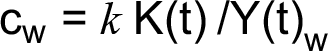 c_w = k K(t) /Y(t)_w